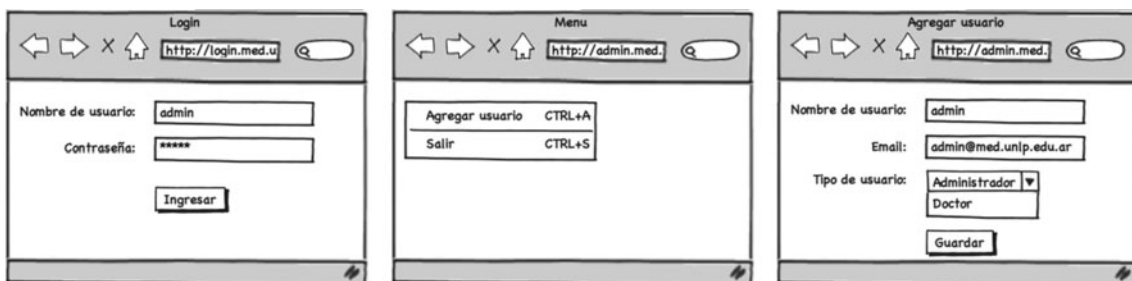 Login
http://login.med.u
Nombre de usuario: admin
Contraseña: *****
Ingresar
Menu
http://admin.med.
Agregar usuario CTRL+A
Salir CTRL+S
Agregar usuario
http://admin.med.
Nombre de usuario: admin
Email: admin@med.unlp.edu.ar
Tipo de usuario: Administrador
Doctor
Guardar